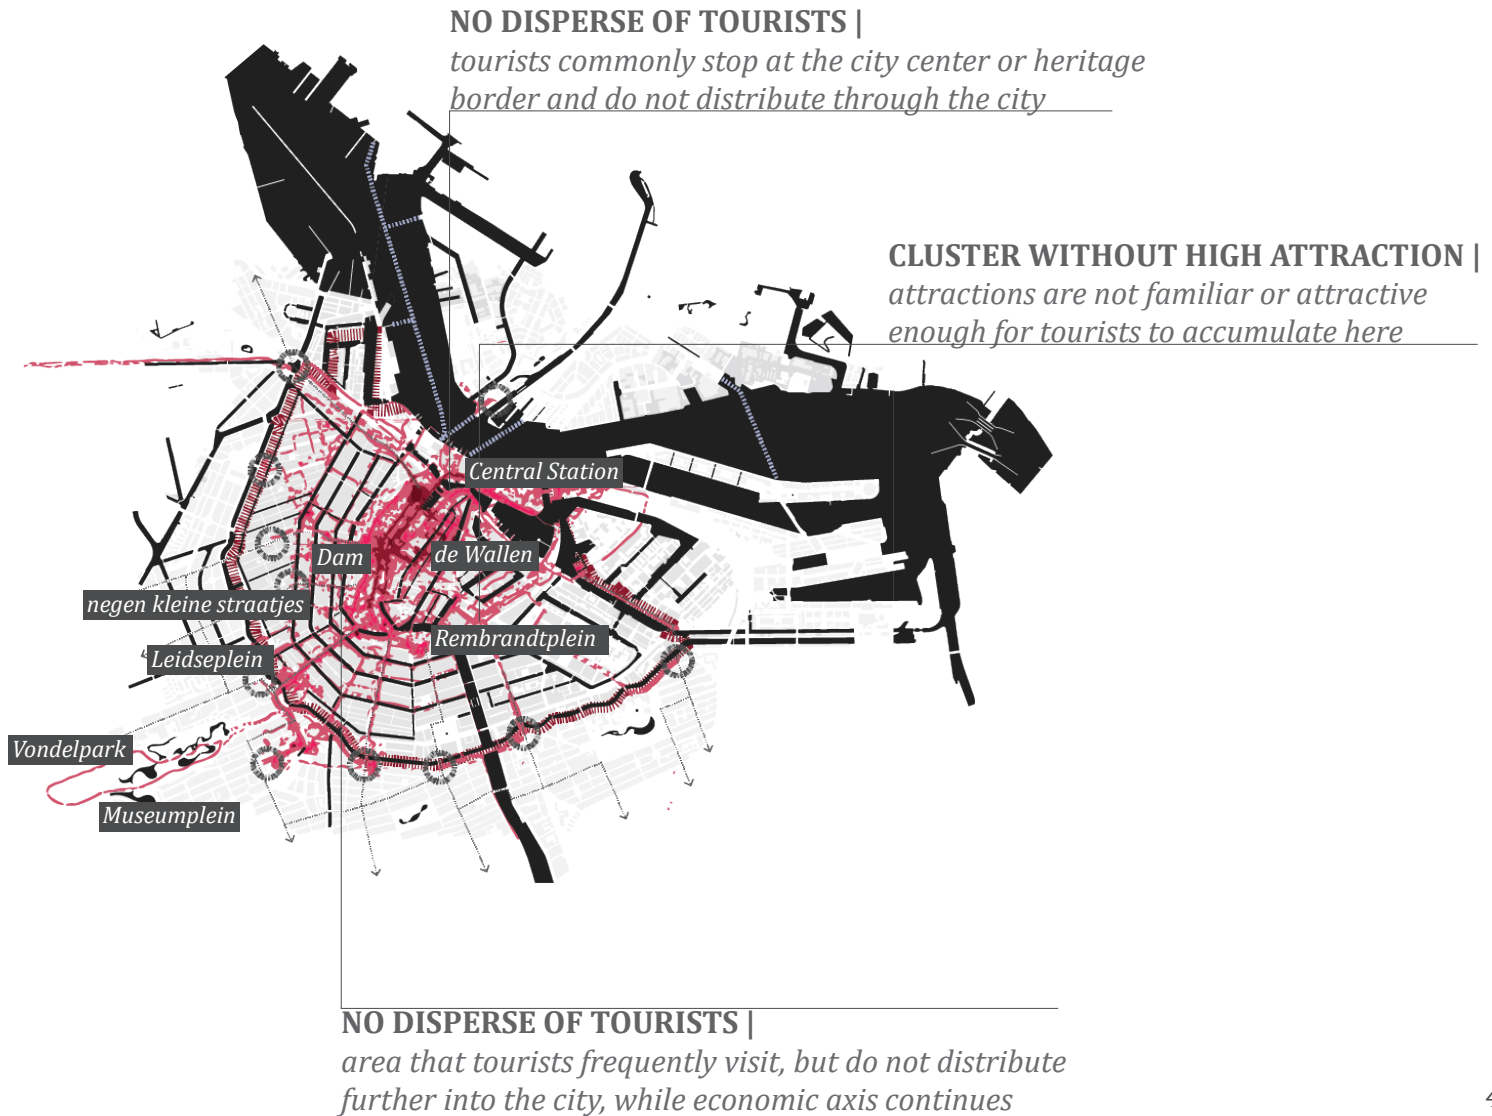 NO DISPERSE OF TOURISTS |
tourists commonly stop at the city center or heritage
border and do not distribute through the city
CLUSTER WITHOUT HIGH ATTRACTION |
attractions are not familiar or attractive
enough for tourists to accumulate here
Central Station
Dam
de Wallen
negen kleine straatjes
Rembrandtplein
Leidseplein
Vondelpark
Museumplein
NO DISPERSE OF TOURISTS |
area that tourists frequently visit, but do not distribute
further into the city, while economic axis continues